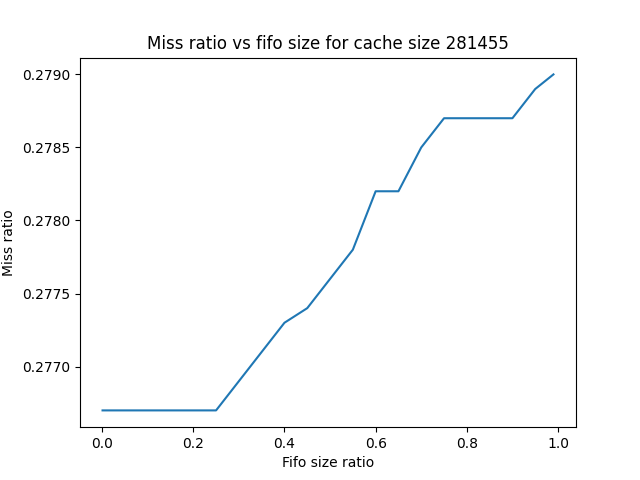 Miss ratio vs fifo size for cache size 281455
0.2790
0.2785
0.2780
0.2775
0.2770
Miss ratio
0.0 0.2 0.4 0.6 0.8 1.0
Fifo size ratio